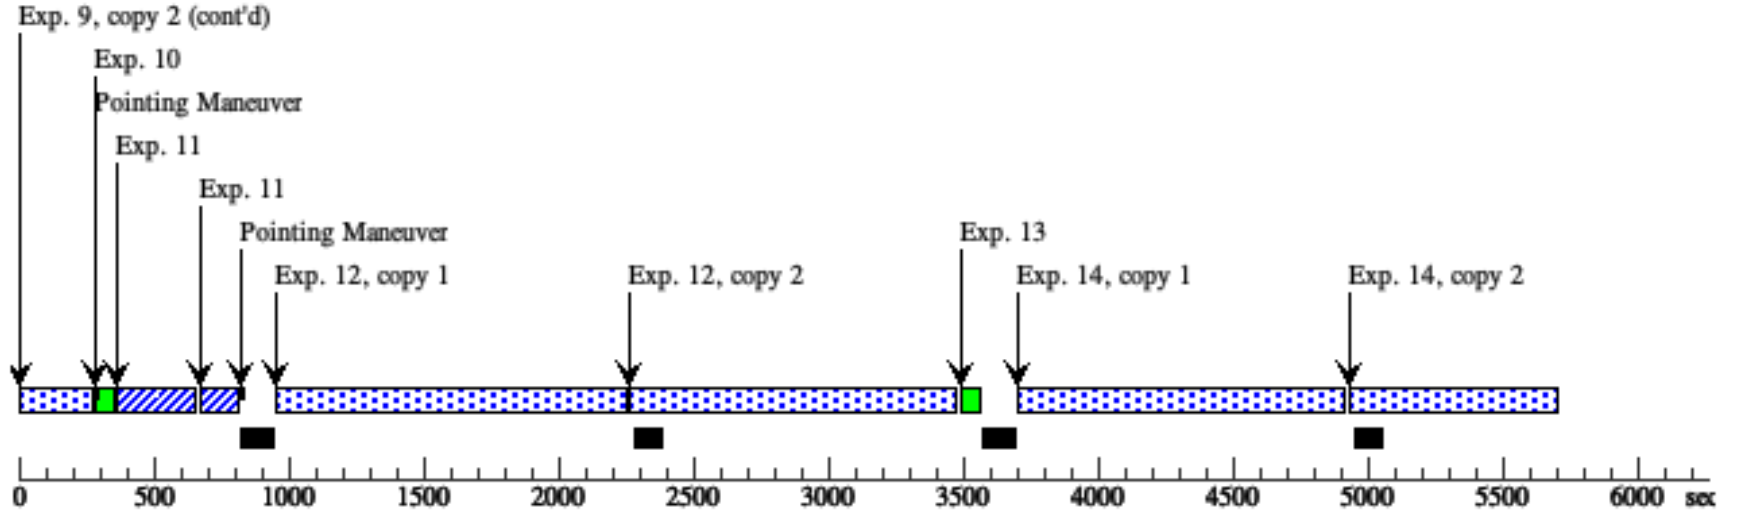 Exp. 9, copy 2 (cont'd)
Exp. 10
Pointing Maneuver
Exp. 11
Exp. 11
Pointing Maneuver
Exp. 13
Exp. 12, copy 1
Exp. 12, copy 2
Exp. 14, copy 1
Exp. 14, copy 2
0 500 1000 1500 2000 2500 3000 3500 4000 4500 5000 5500 6000 sec